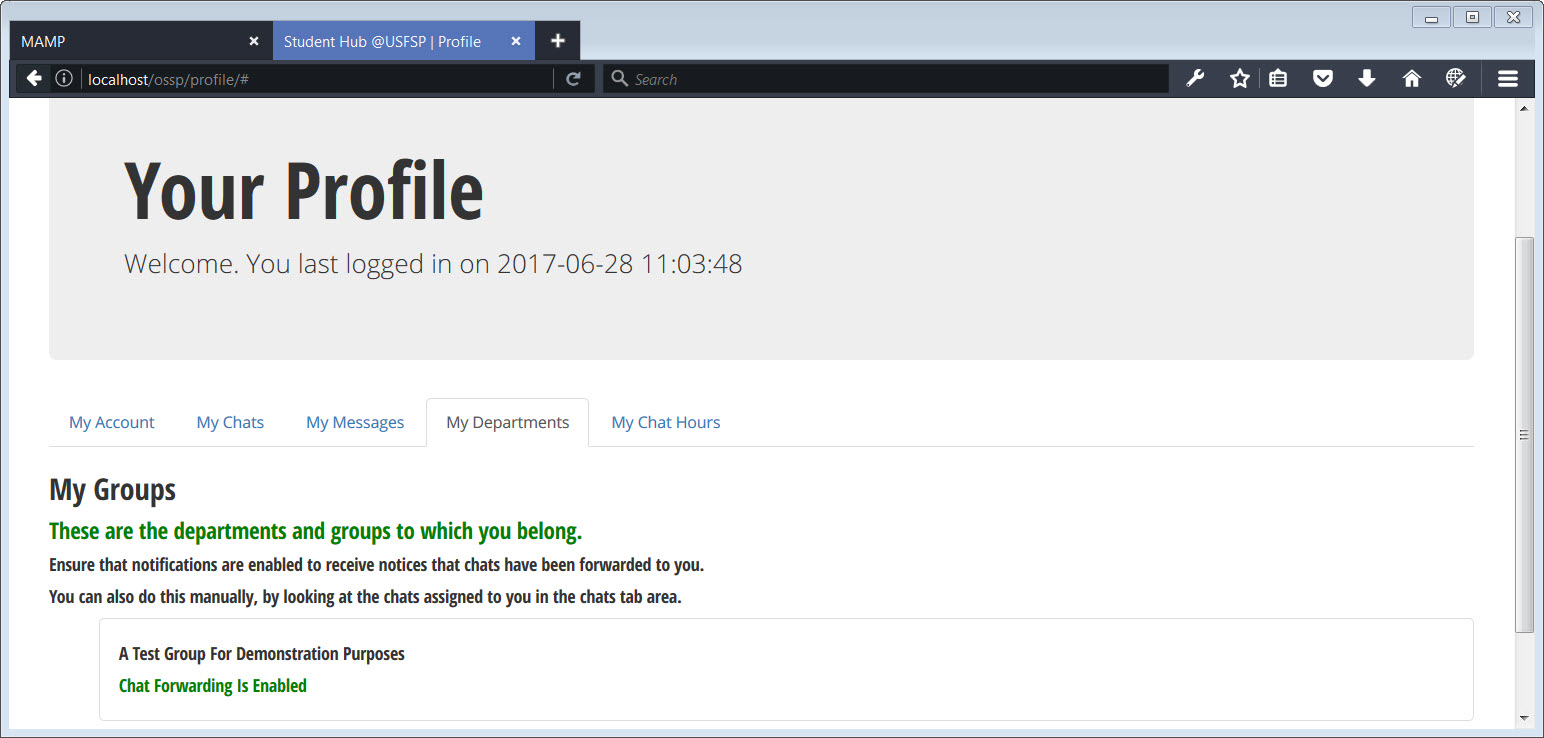 MAMP
Student Hub @USFSP | Profile
localhost/ossp/profile/#
Search
Your Profile
Welcome. You last logged in on 2017-06-28 11:03:48
My Account My Chats My Messages My Departments My Chat Hours
My Groups
These are the departments and groups to which you belong.
Ensure that notifications are enabled to receive notices that chats have been forwarded to you.
You can also do this manually, by looking at the chats assigned to you in the chats tab area.
A Test Group For Demonstration Purposes
Chat Forwarding Is Enabled